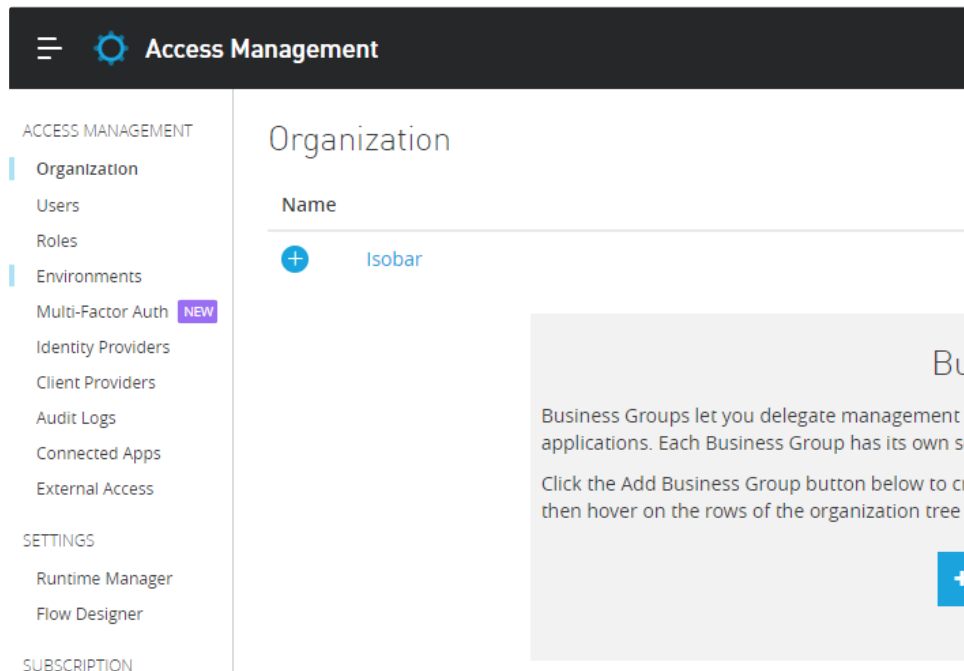 Access Management
ACCESS MANAGEMENT
Organization
Users
Roles
Environments
Multi-Factor Auth NEW
Identity Providers
Client Providers
Audit Logs
Connected Apps
External Access
SETTINGS
Runtime Manager
Flow Designer
SUBSCRIPTION
Organization
Name
Isobar
Business Groups let you delegate management
applications. Each Business Group has its own
Click the Add Business Group button below to
then hover on the rows of the organization tree